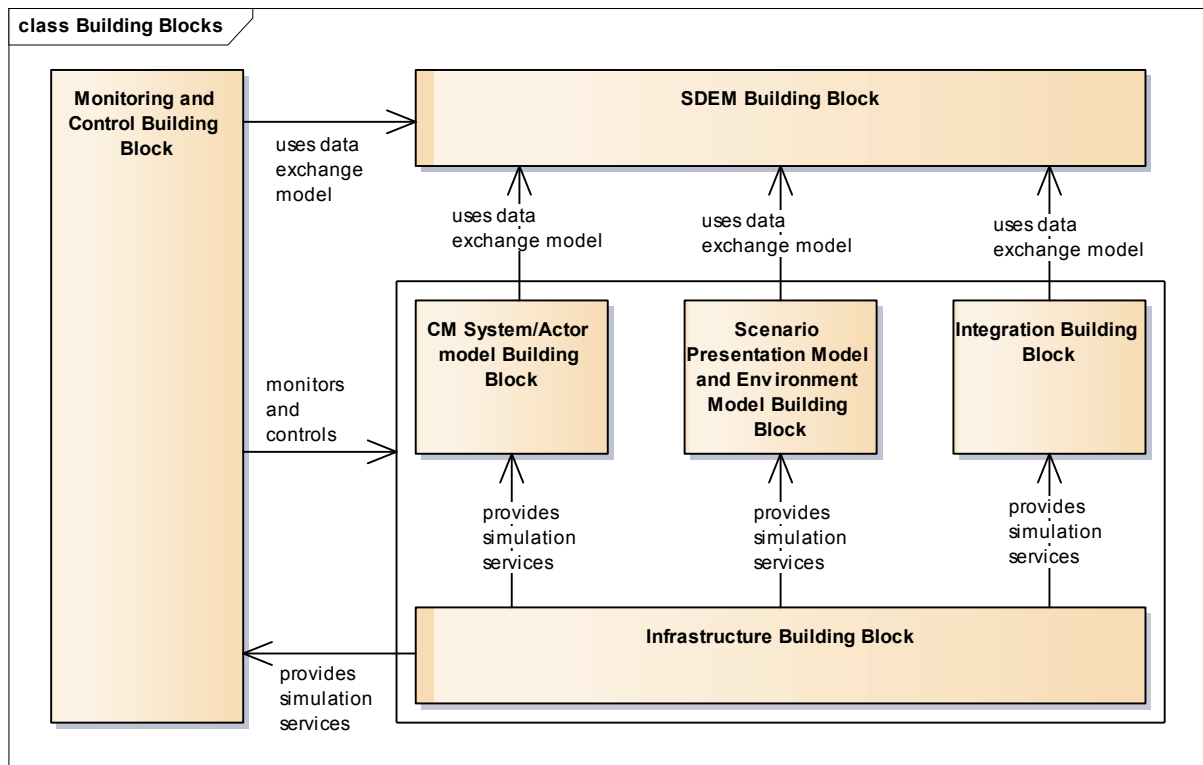 class Building Blocks
Monitoring and
Control Building
Block
SDEM Building Block
uses data
exchange
model
uses data
exchange model
uses data
exchange model
uses data
exchange model
CM System/Actor
model Building
Block
Scenario
Presentation Model
and Environment
Model Building
Block
Integration Building
Block
monitors
and
controls
provides
simulation
services
provides
simulation
services
provides
simulation
services
Infrastructure Building Block
provides
simulation
services